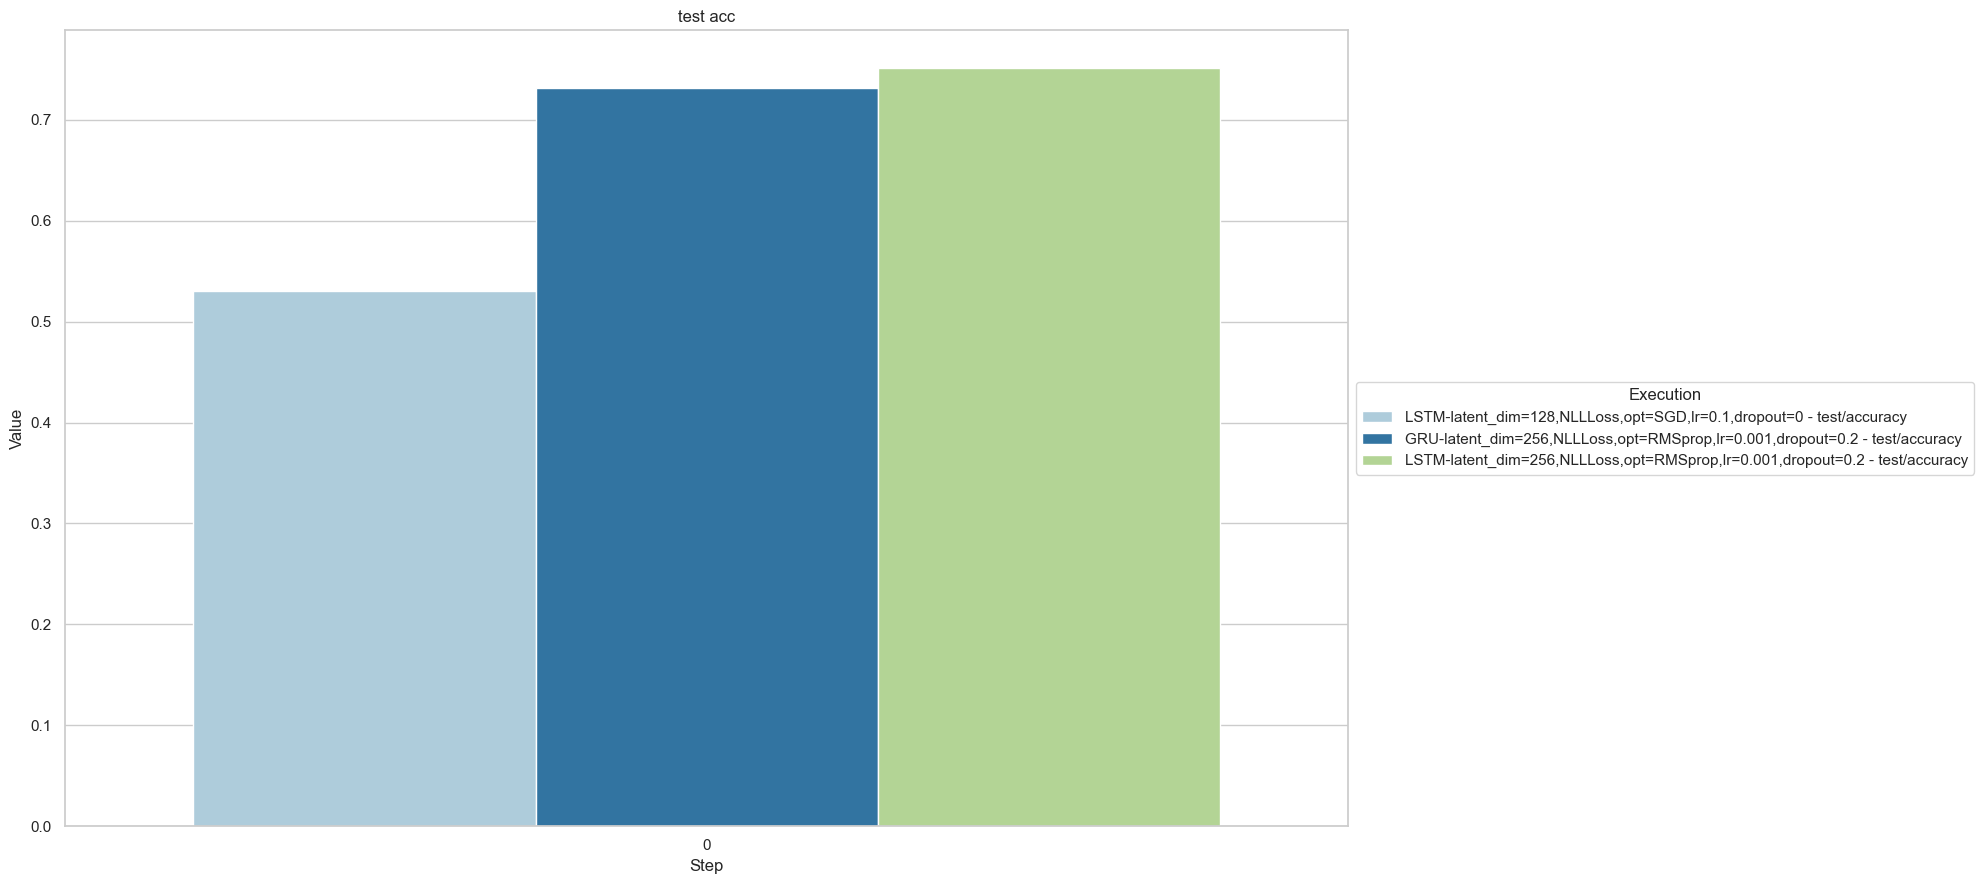 test acc
Value
0.7
0.6
0.5
0.4
0.3
0.2
0.1
0.0
0
Step
Execution
LSTM-latent_dim=128,NLLLoss,opt=SGD,lr=0.1,dropout=0 - test/accuracy
GRU-latent_dim=256,NLLLoss,opt=RMSprop,lr=0.001,dropout=0.2 - test/accuracy
LSTM-latent_dim=256,NLLLoss,opt=RMSprop,lr=0.001,dropout=0.2 - test/accuracy